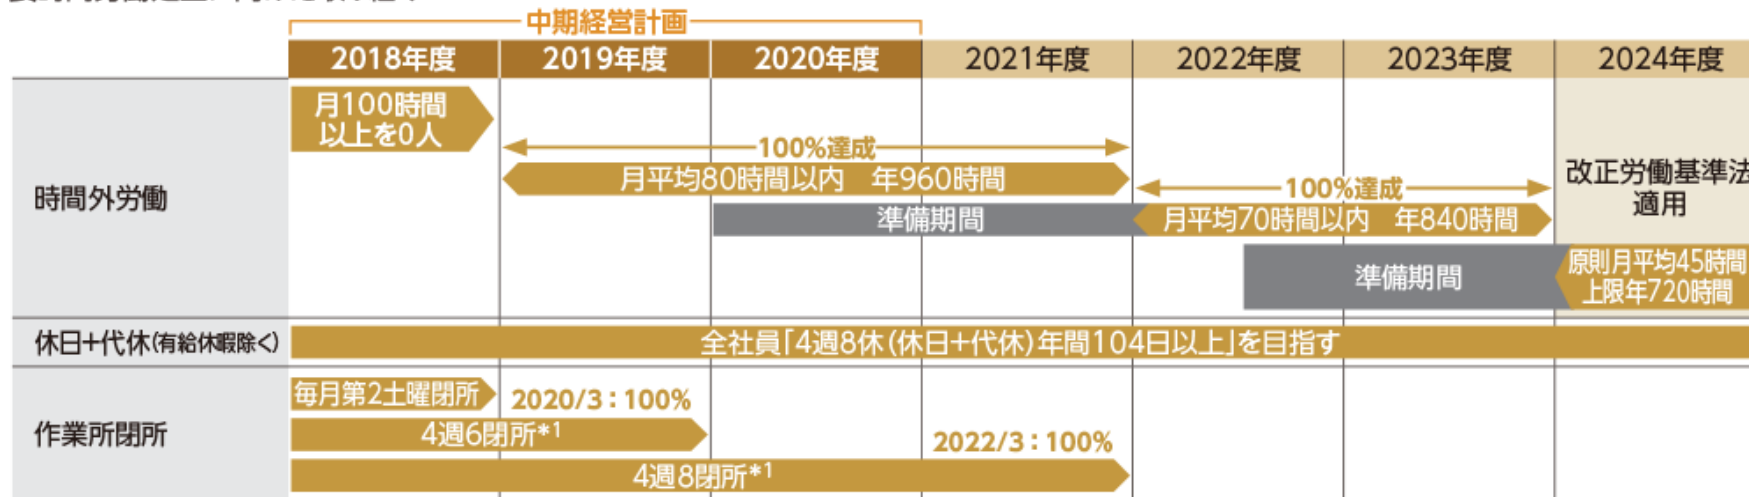 中期経営計画
2018年度 2019年度 2020年度 2021年度 2022年度 2023年度 2024年度
時間外労働
月100時間
以上を0人
100%達成
月平均80時間以内 年960時間
準備期間
100%達成
月平均70時間以内 年840時間
準備期間
改正労働基準法
適用
原則月平均45時間
上限年720時間
休日+代休(有給休暇除く)
全社員「4週8休(休日+代休)年間104日以上」を目指す
作業所閉所
毎月第2土曜閉所
2020/3:100%
4週6閉所*1
2022/3:100%
4週8閉所*1